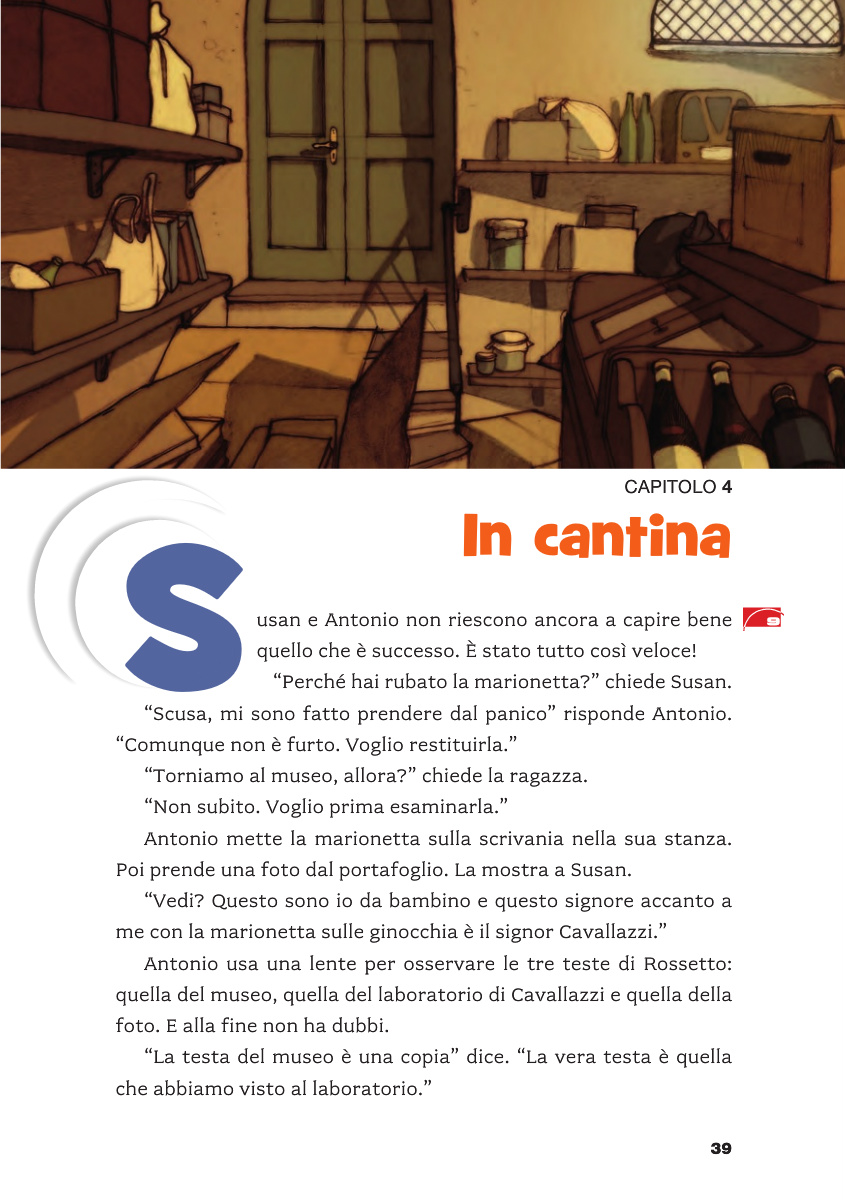 CAPITOLO 4
In cantina
Susan e Antonio non riescono ancora a capire bene
9
quello che è successo. È stato tutto così veloce!
“Perché hai rubato la marionetta?” chiede Susan.
“Scusa, mi sono fatto prendere dal panico” risponde Antonio.
“Comunque non è furto. Voglio restituirla.”
“Torniamo al museo, allora?” chiede la ragazza.
“Non subito. Voglio prima esaminarla.”
Antonio mette la marionetta sulla scrivania nella sua stanza.
Poi prende una foto dal portafoglio. La mostra a Susan.
“Vedi? Questo sono io da bambino e questo signore accanto a
me con la marionetta sulle ginocchia è il signor Cavallazzi.”
Antonio usa una lente per osservare le tre teste di Rossetto:
quella del museo, quella del laboratorio di Cavallazzi e quella della
foto. E alla fine non ha dubbi.
“La testa del museo è una copia” dice. “La vera testa è quella
che abbiamo visto al laboratorio.”
39